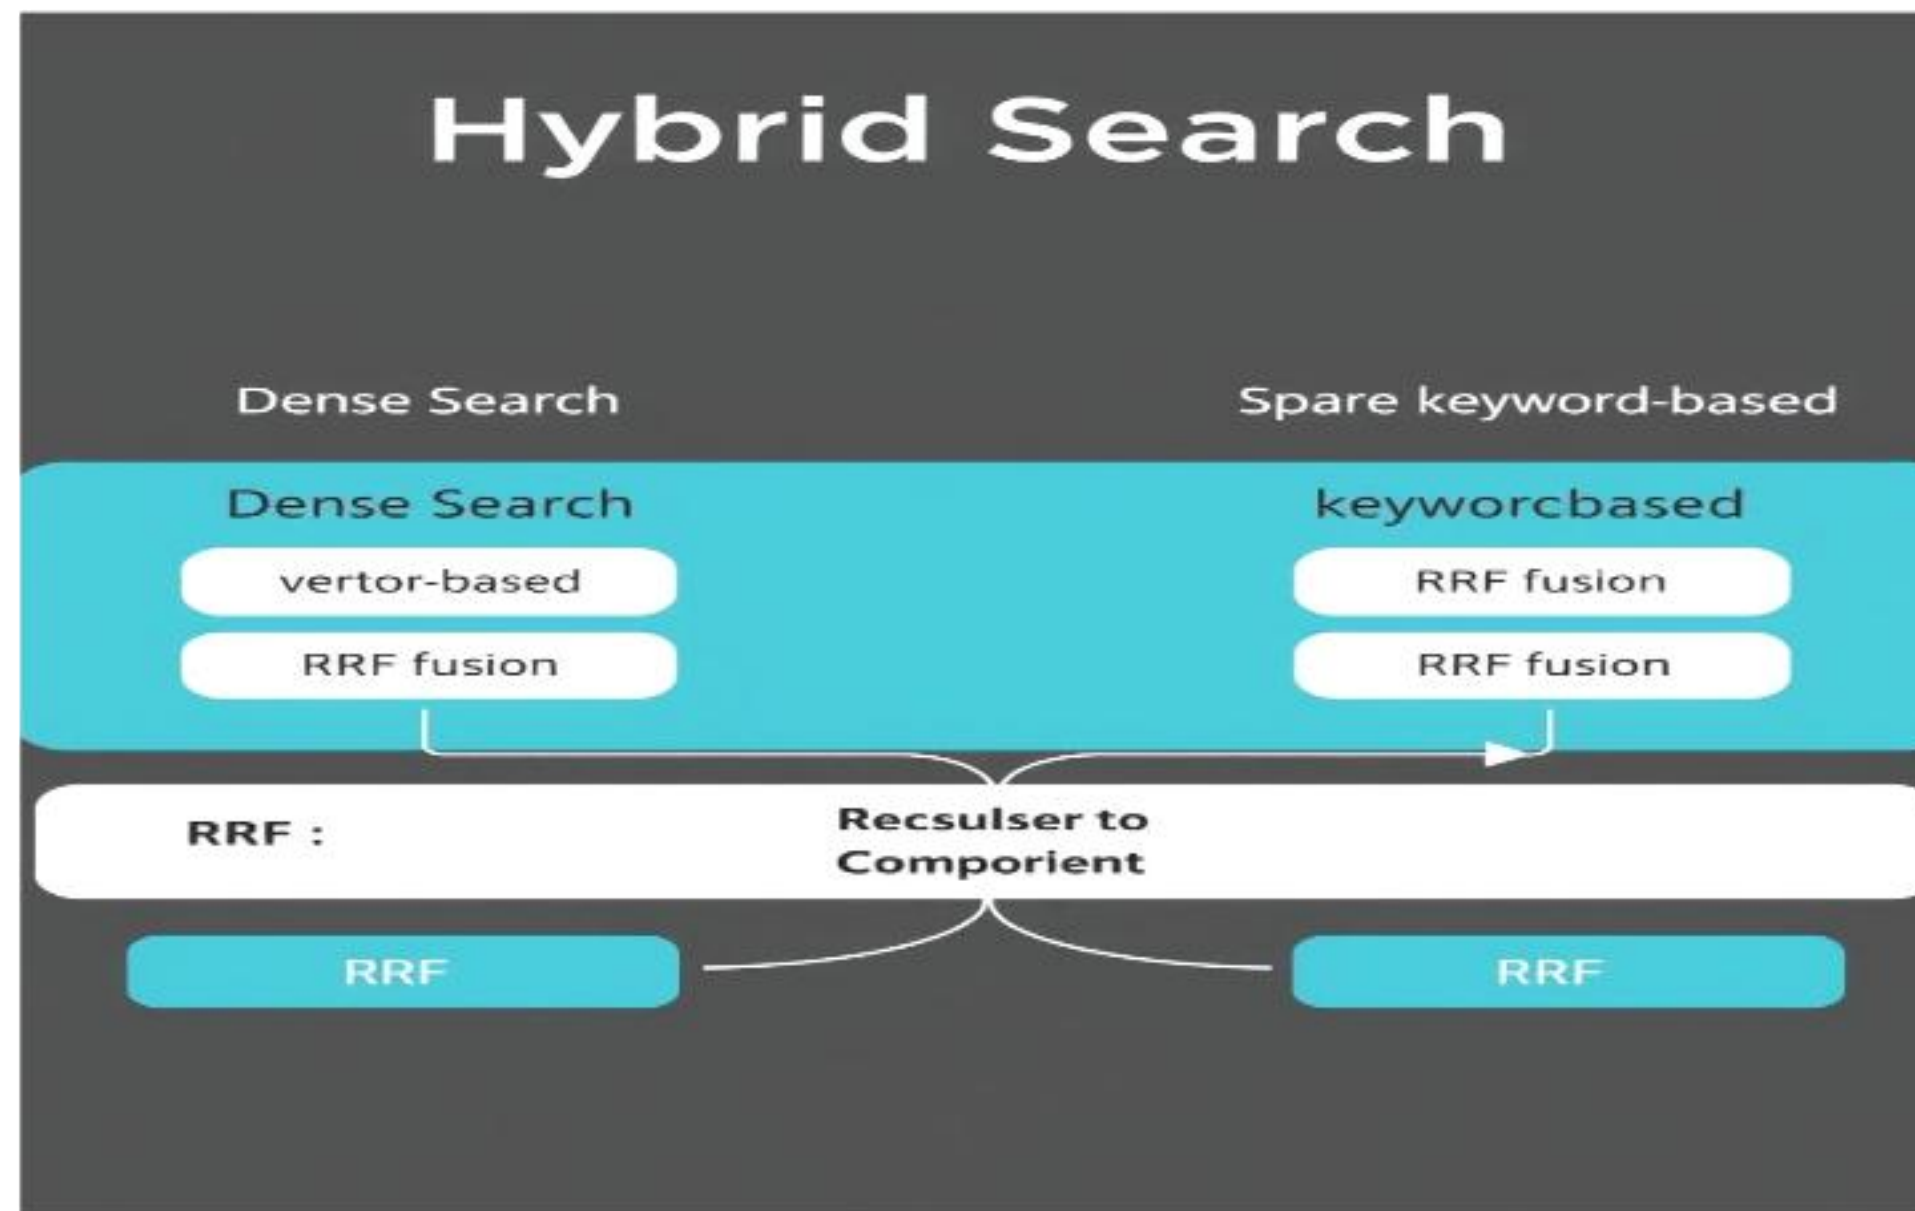 Hybrid Search
Dense Search
Spare keyword-based
Dense Search
keyworcbased
vertor-based
RRF fusion
RRF fusion
RRF fusion
RRF :
Recsulser to
Comporient
RRF
RRF